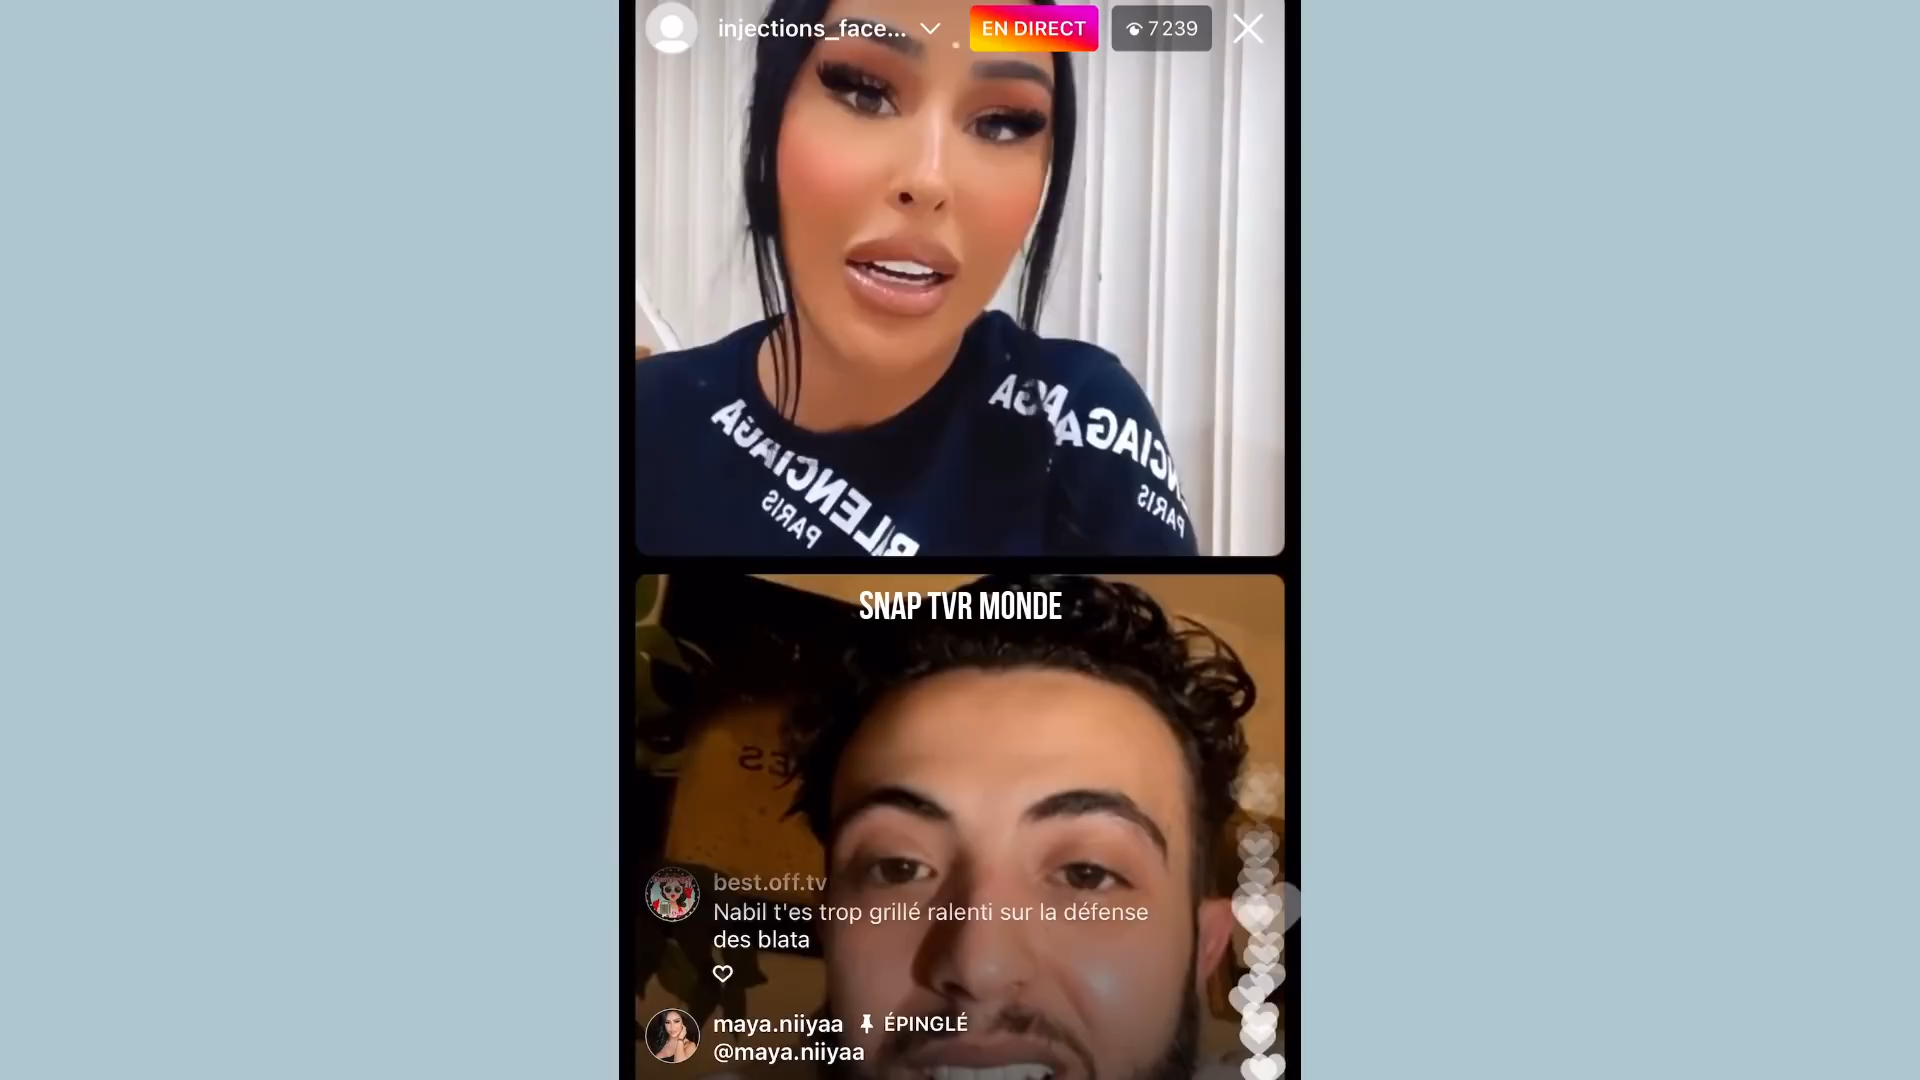 injections_face...
EN DIRECT
7 239
BALENCIAGA
PARIS
PARIS
SNAP TVR MONDE
best.off.tv
Nabil t'es trop grillé ralenti sur la défense
des blata
maya.niiyaa ÉPINGLÉ
@maya.niiyaa